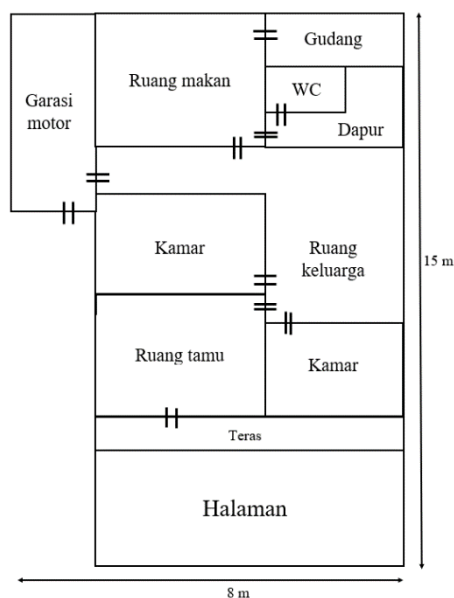 Gudang
Ruang makan
WC
Garasi
motor
Dapur
Kamar
Ruang
keluarga
15 m
Ruang tamu
Kamar
Teras
Halaman
8 m